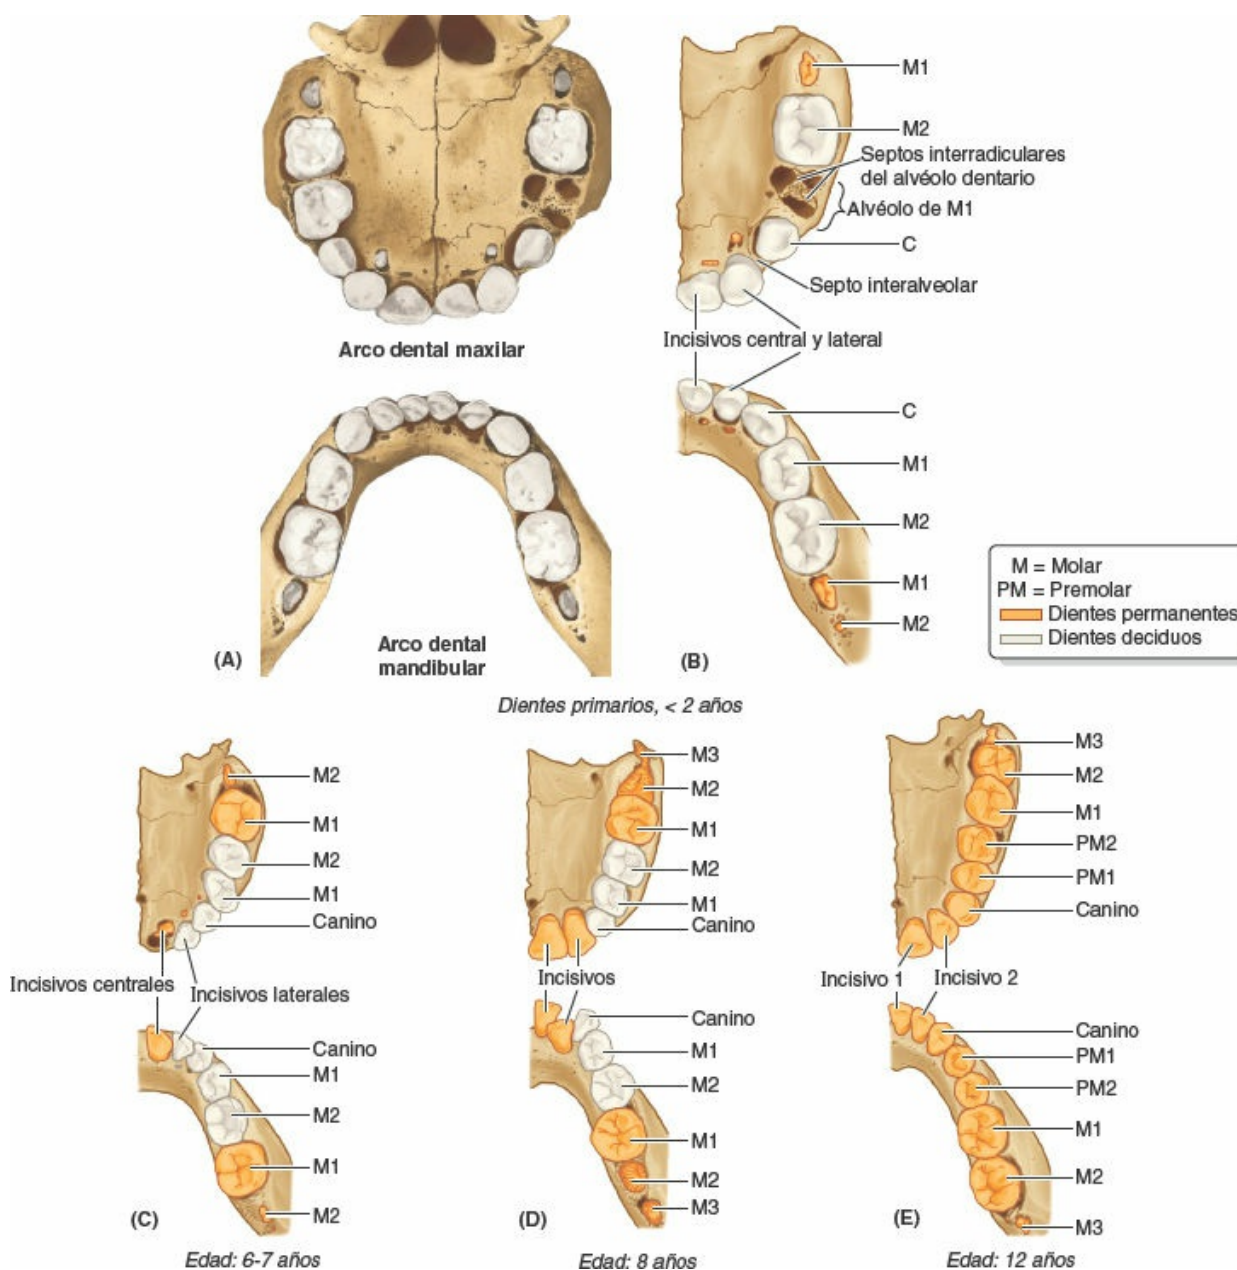 M1
M2
Septos interradiculares
del alvéolo dentario
Alvéolo de M1
C
Septo interalveolar
Incisivos central y lateral
Arco dental maxilar
C
M1
M2
M1
M2
Arco dental
mandibular
(A)
(B)
M = Molar
PM = Premolar
Dientes permanentes
Dientes deciduos
Dientes primarios, < 2 años
M2
M1
M2
M1
Canino
Incisivos centrales
Incisivos laterales
Canino
M1
M2
M1
M2
(C)
Edad: 6-7 años
M3
M2
M1
M2
M1
Canino
Incisivos
Canino
M1
M2
M1
M2
M3
(D)
Edad: 8 años
M3
M2
M1
PM2
PM1
Canino
Incisivo 1
Incisivo 2
Canino
PM1
PM2
M1
M2
M3
(E)
Edad: 12 años